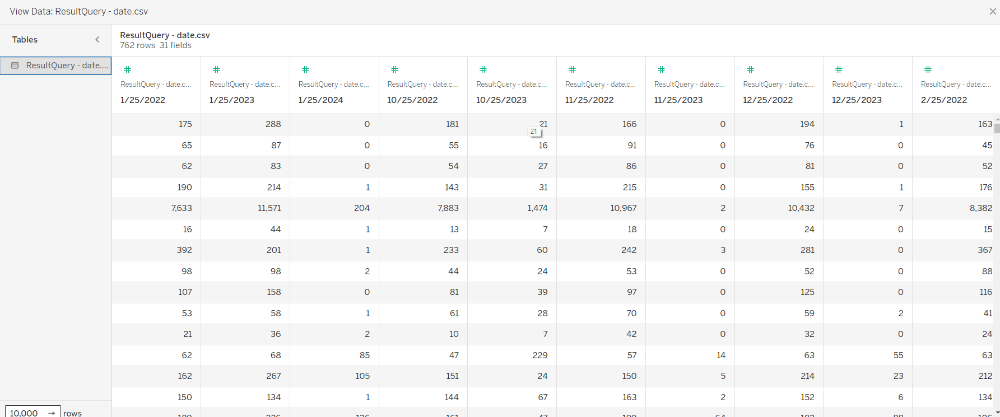 View Data: ResultQuery - date.csv
Tables
ResultQuery - date....
ResultQuery - date.csv
762 rows 31 fields
ResultQuery - date.c... ResultQuery - date.c... ResultQuery - date.c... ResultQuery - date.c... ResultQuery - date.c... ResultQuery - date.c... ResultQuery - date.c... ResultQuery - date.c... ResultQuery - date.c... ResultQuery - date.c...
1/25/2022 1/25/2023 1/25/2024 10/25/2022 10/25/2023 11/25/2022 11/25/2023 12/25/2022 12/25/2023 2/25/2022
175 288 0 181 21 166 0 194 1 163
21
65 87 0 55 16 91 0 76 0 45
62 83 0 54 27 86 0 81 0 52
190 214 1 143 31 215 0 155 1 176
7,633 11,571 204 7,883 1,474 10,967 2 10,432 7 8,382
16 44 1 13 7 18 0 24 0 15
392 201 1 233 60 242 3 281 0 367
98 98 2 44 24 53 0 52 0 88
107 158 0 81 39 97 0 125 0 116
53 58 1 61 28 70 0 59 2 41
21 36 2 10 7 42 0 32 0 24
62 68 85 47 229 57 14 63 55 63
162 267 105 151 24 150 5 214 23 212
150 134 1 144 67 163 2 152 6 134
10,000 → rows